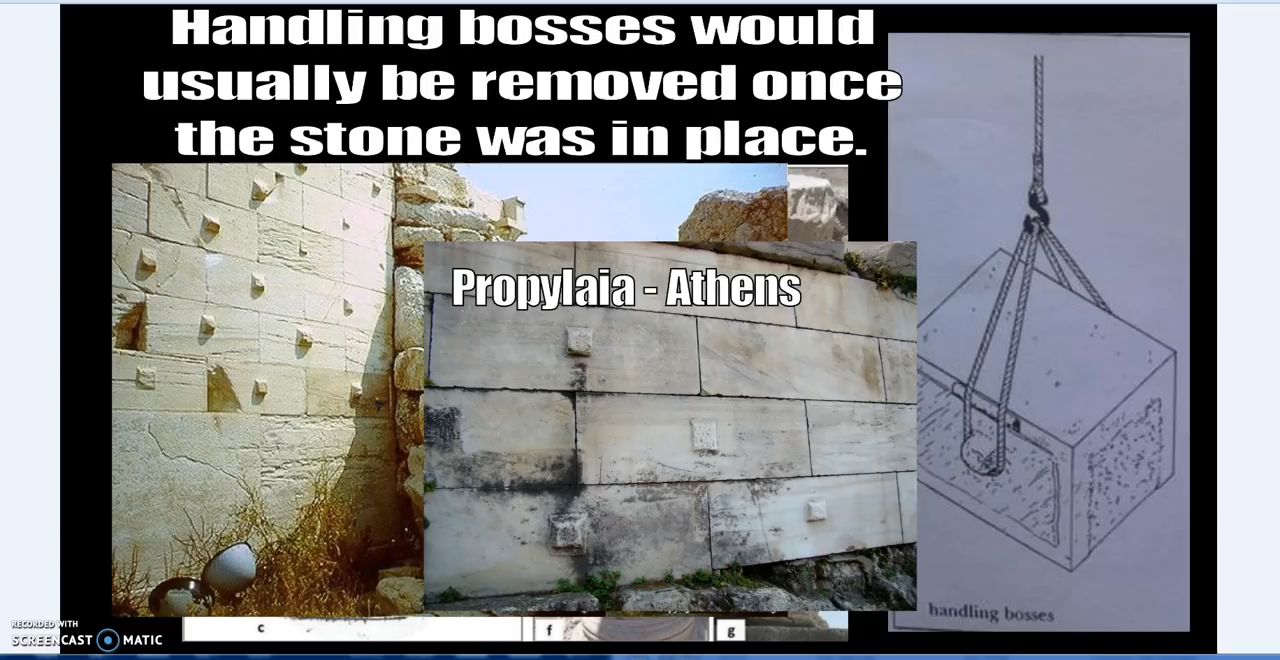 Handling bosses would
usually be removed once
the stone was in place.
Propylaia - Athens
handling bosses
c
f
g
RECORDED WITH
SCREENCAST MATIC